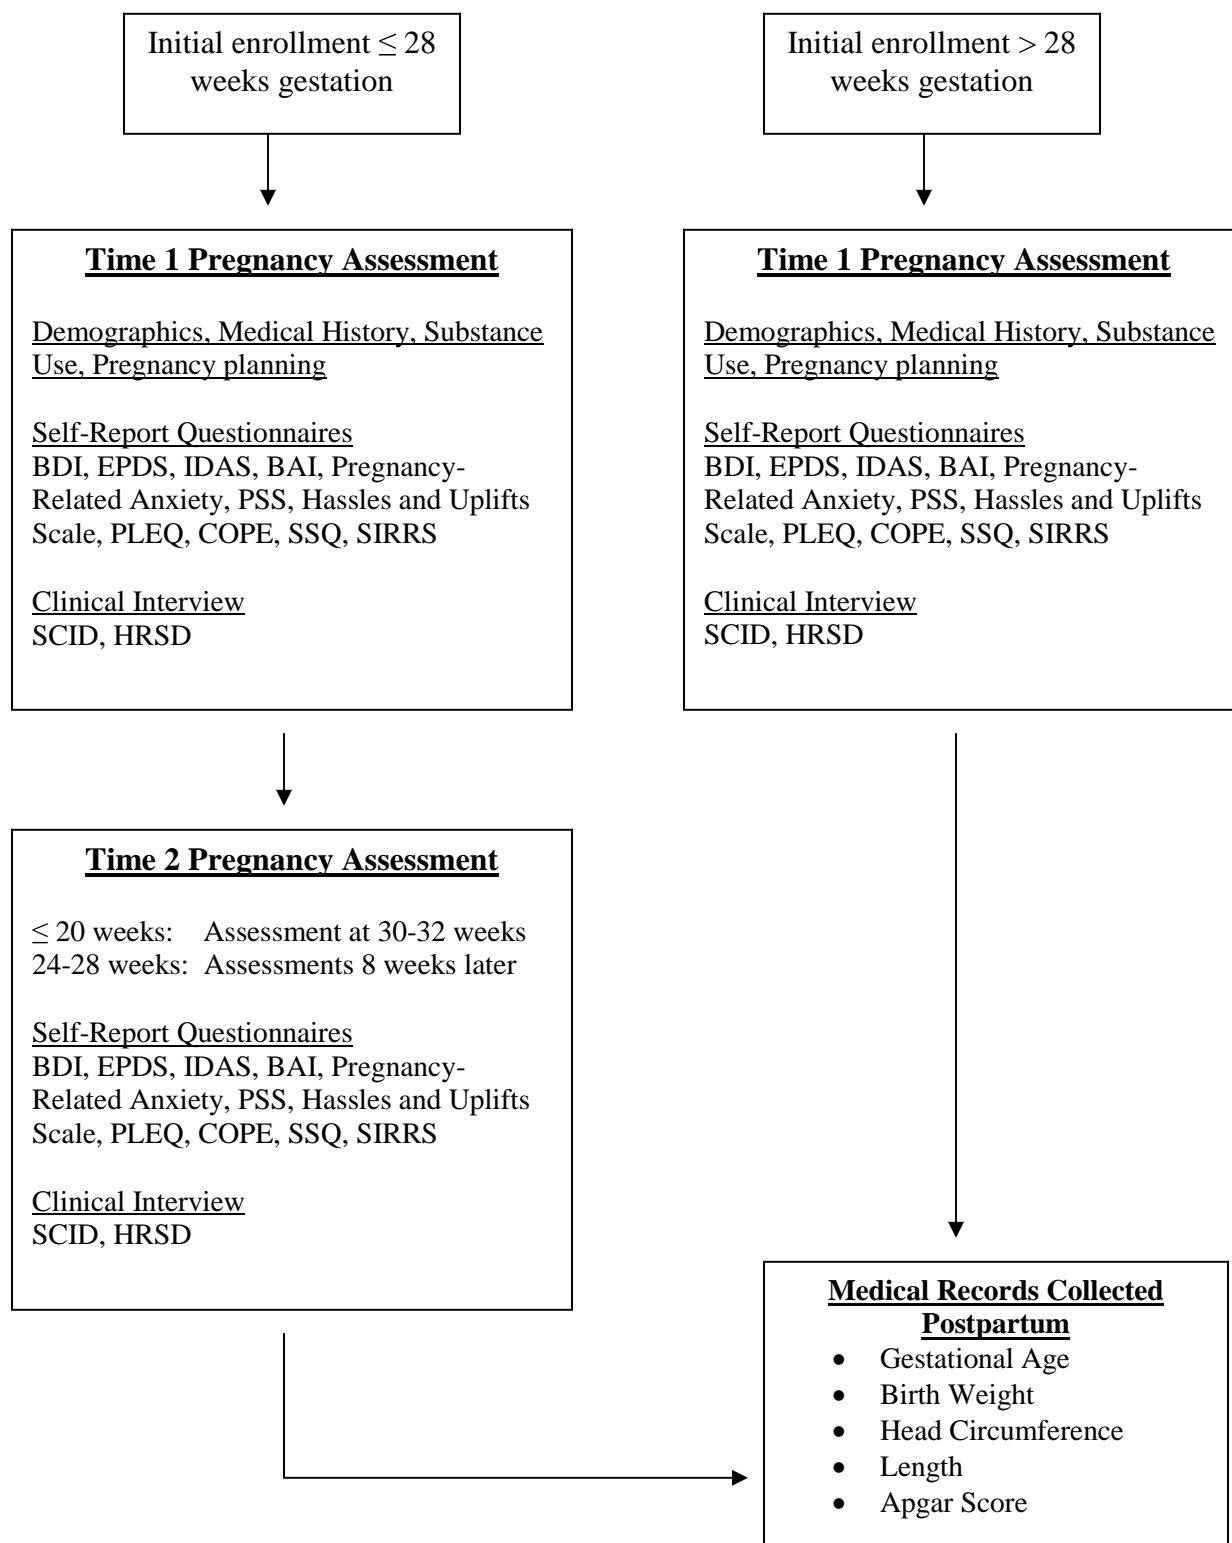 Initial enrollment ≤ 28
weeks gestation
Initial enrollment > 28
weeks gestation
Time 1 Pregnancy Assessment
Demographics, Medical History, Substance
Use, Pregnancy planning
Self-Report Questionnaires
BDI, EPDS, IDAS, BAI, Pregnancy-
Related Anxiety, PSS, Hassles and Uplifts
Scale, PLEQ, COPE, SSQ, SIRRS
Clinical Interview
SCID, HRSD
Time 1 Pregnancy Assessment
Demographics, Medical History, Substance
Use, Pregnancy planning
Self-Report Questionnaires
BDI, EPDS, IDAS, BAI, Pregnancy-
Related Anxiety, PSS, Hassles and Uplifts
Scale, PLEQ, COPE, SSQ, SIRRS
Clinical Interview
SCID, HRSD
Time 2 Pregnancy Assessment
≤ 20 weeks: Assessment at 30-32 weeks
24-28 weeks: Assessments 8 weeks later
Self-Report Questionnaires
BDI, EPDS, IDAS, BAI, Pregnancy-
Related Anxiety, PSS, Hassles and Uplifts
Scale, PLEQ, COPE, SSQ, SIRRS
Clinical Interview
SCID, HRSD
Medical Records Collected
Postpartum
• Gestational Age
• Birth Weight
• Head Circumference
• Length
• Apgar Score